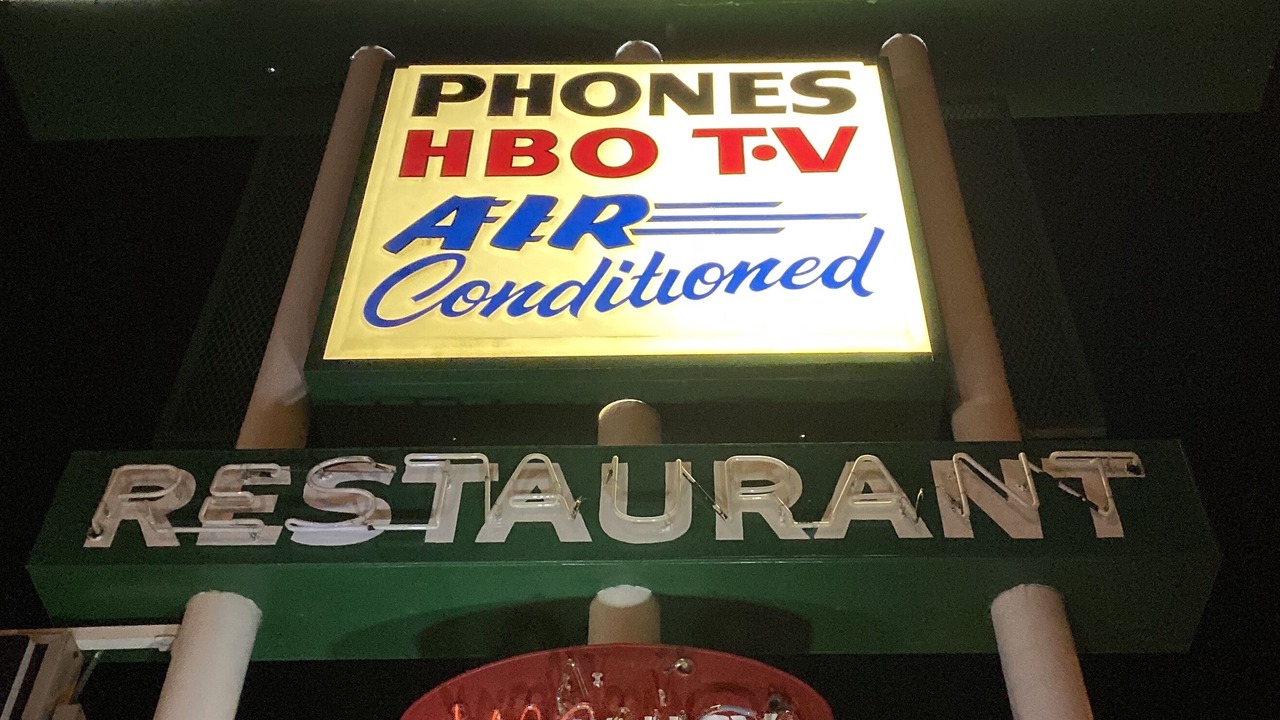 PHONES
HBO T·V
AIR
Conditioned
RESTAURANT